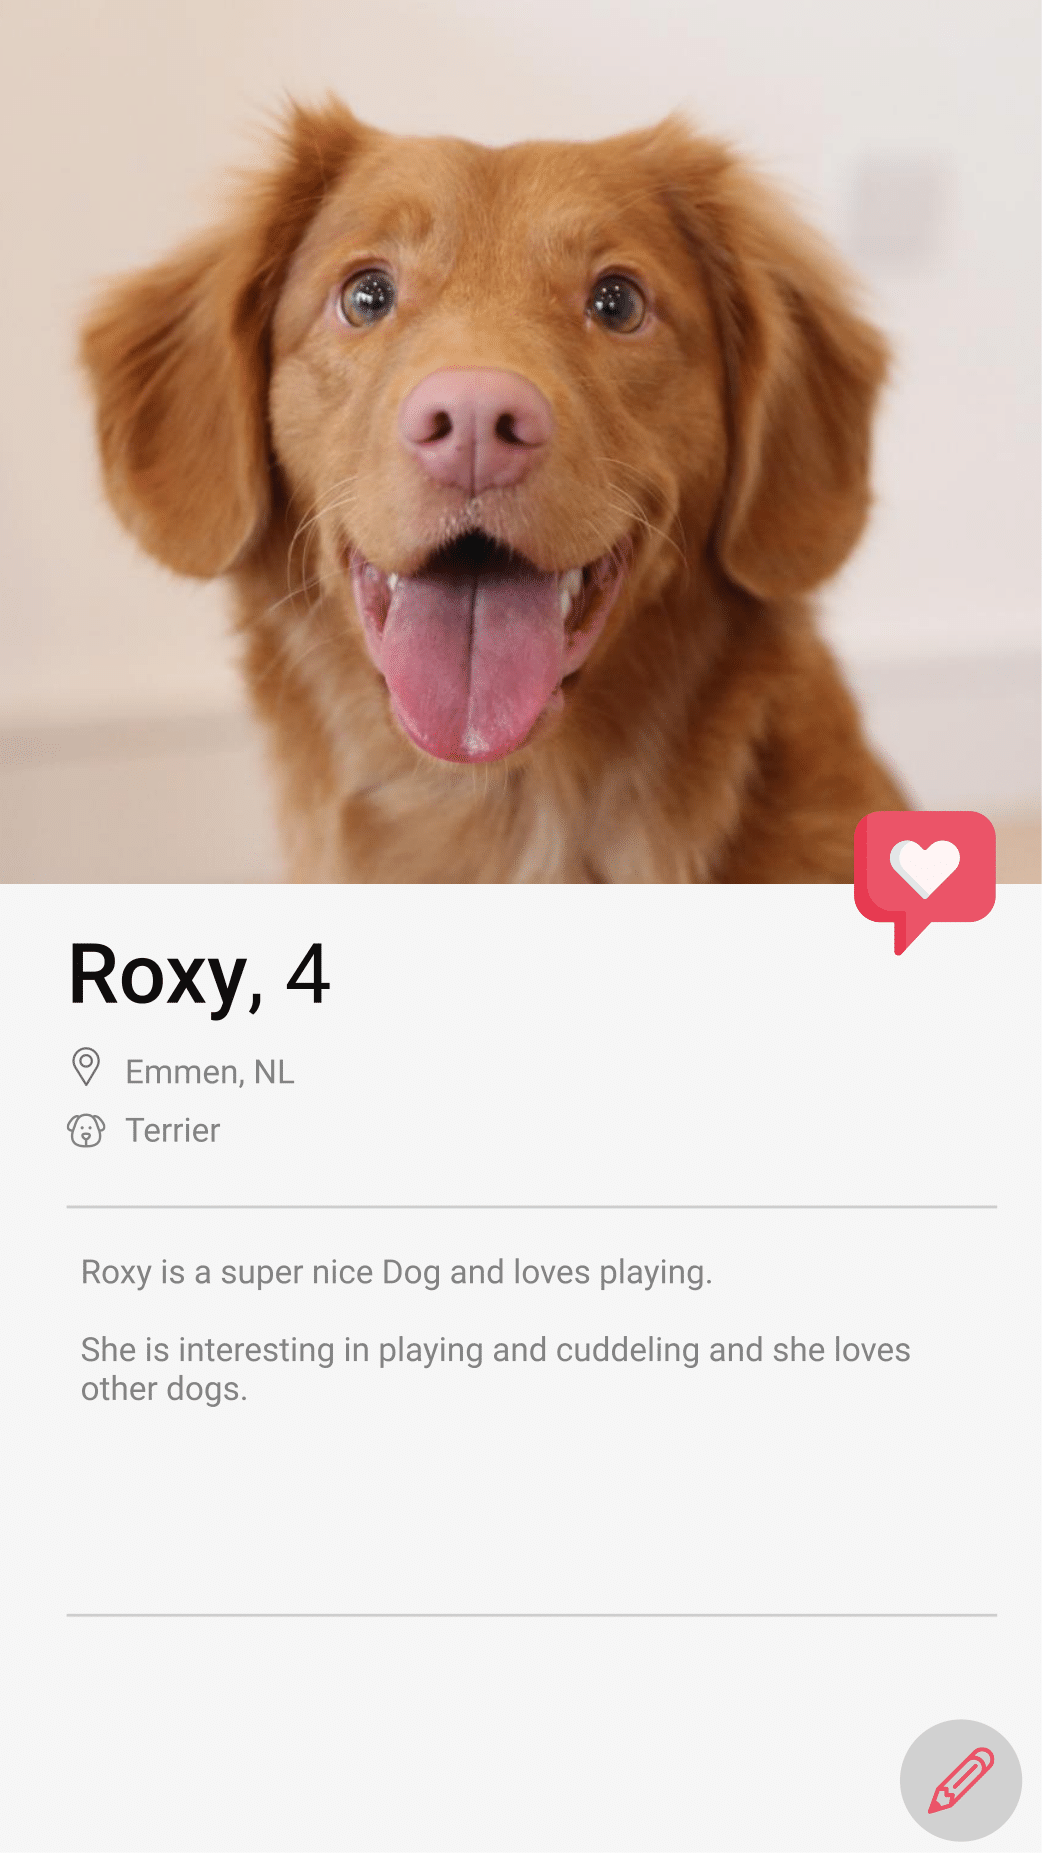 Roxy, 4
Emmen, NL
Terrier
Roxy is a super nice Dog and loves playing.
She is interesting in playing and cuddeling and she loves
other dogs.